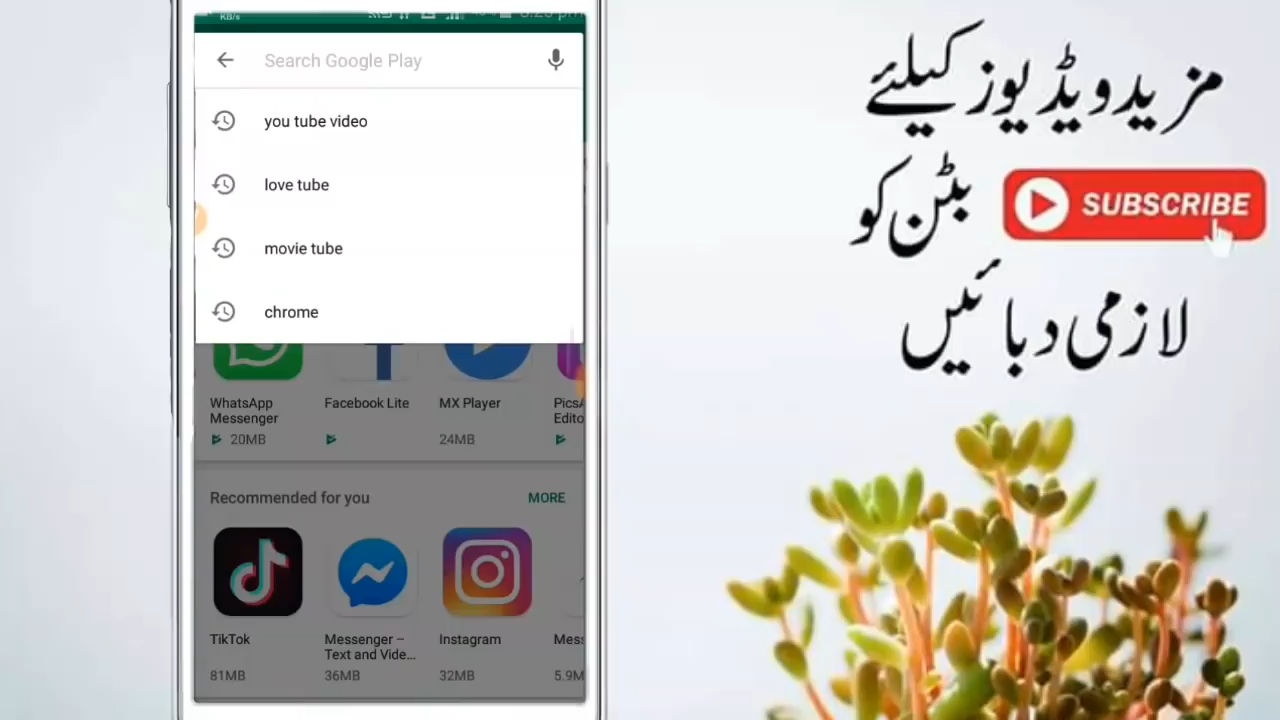 KB/s
Search Google Play
you tube video
love tube
movie tube
chrome
WhatsApp Messenger
20MB
Facebook Lite
MX Player
24MB
Recommended for you
MORE
TikTok
81MB
Messenger –
Text and Vide...
36MB
Instagram
32MB
5.9M
مزید ویڈیوز کیلئے
بٹن کو
SUBSCRIBE
لازمی دبائیں